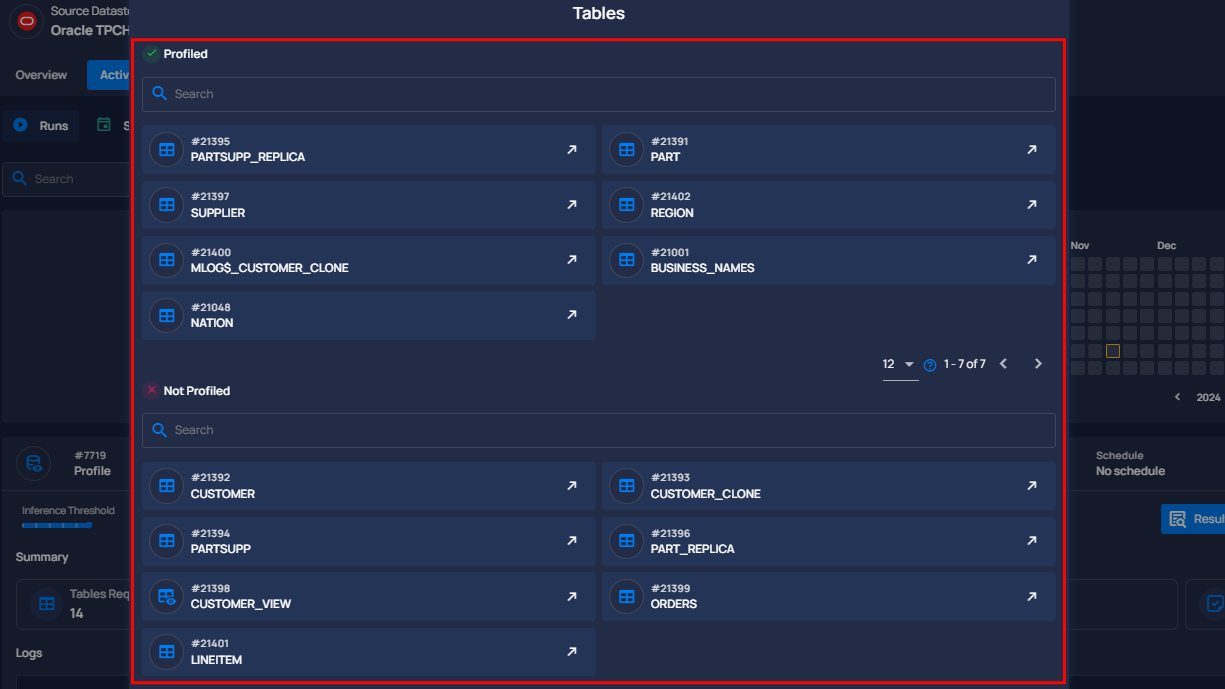 Source Datast
Oracle TPCH
Overview
Activ
Runs
S
Search
Tables
Profiled
Search
#21395
PARTSUPP_REPLICA
#21391
PART
#21397
SUPPLIER
#21402
REGION
#21400
MLOG$_CUSTOMER_CLONE
#21001
BUSINESS_NAMES
#21048
NATION
12
1 - 7 of 7
Not Profiled
Search
#21392
CUSTOMER
#21393
CUSTOMER_CLONE
#21394
PARTSUPP
#21396
PART_REPLICA
#21398
CUSTOMER_VIEW
#21399
ORDERS
#21401
LINEITEM
Nov
Dec
2024
#7719
Profile
Inference Threshold
Summary
Tables Req
14
Logs
Schedule
No schedule
Resul